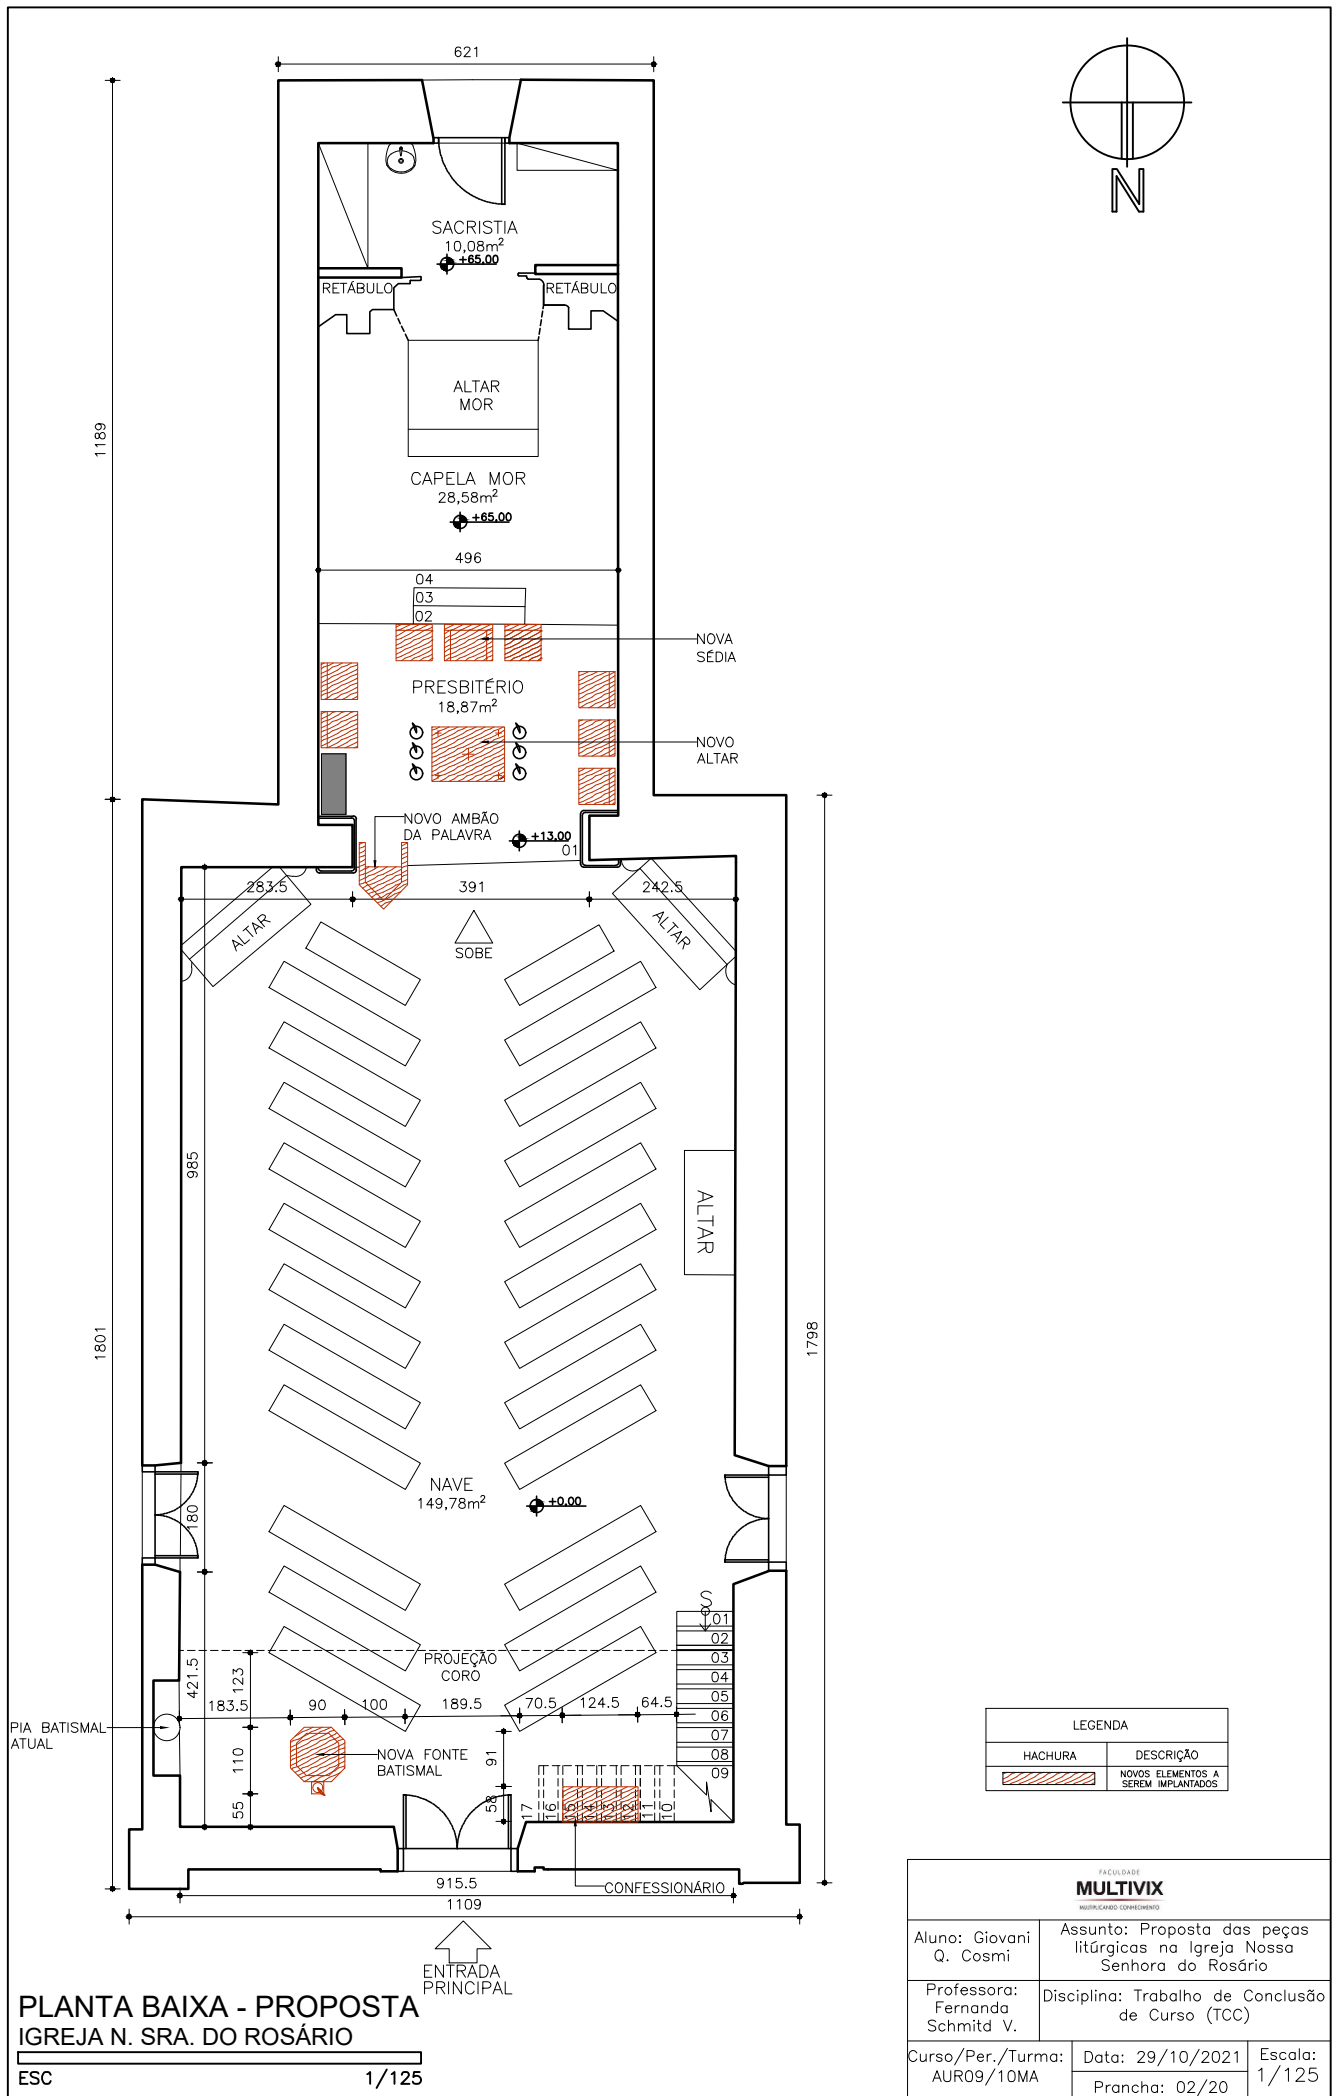 621
N
SACRISTIA
10,08m²
+65.00
RETÁBULO
RETÁBULO
ALTAR
MOR
1189
CAPELA MOR
28,58m²
+65.00
496
04
03
02
NOVA
SÉDIA
PRESBITÉRIO
18,87m²
NOVO
ALTAR
NOVO AMBÃO
DA PALAVRA
+13.00
01
283.5
391
242.5
ALTAR
ALTAR
SOBE
985
ALTAR
1801
1798
NAVE
149,78m²
+0.00
180
S
01
02
03
04
05
06
07
08
09
PROJEÇÃO
CORO
421.5
123
183.5
90
100
189.5
70.5
124.5
64.5
PIA BATISMAL
ATUAL
110
NOVA FONTE
BATISMAL
91
55
58
17
16
15
14
13
12
11
10
915.5
CONFESSIONÁRIO
1109
ENTRADA
PRINCIPAL
LEGENDA
HACHURA
DESCRIÇÃO
NOVOS ELEMENTOS A
SEREM IMPLANTADOS
FACULDADE
MULTIVIX
MULTIPLICANDO CONHECIMENTO
Aluno: Giovani
Q. Cosmi
Assunto: Proposta das peças
litúrgicas na Igreja Nossa
Senhora do Rosário
Professora:
Fernanda
Schmitd V.
Disciplina: Trabalho de Conclusão
de Curso (TCC)
Curso/Per./Turma:
AUR09/10MA
Data: 29/10/2021
Prancha: 02/20
Escala:
1/125
PLANTA BAIXA - PROPOSTA
IGREJA N. SRA. DO ROSÁRIO
ESC
1/125